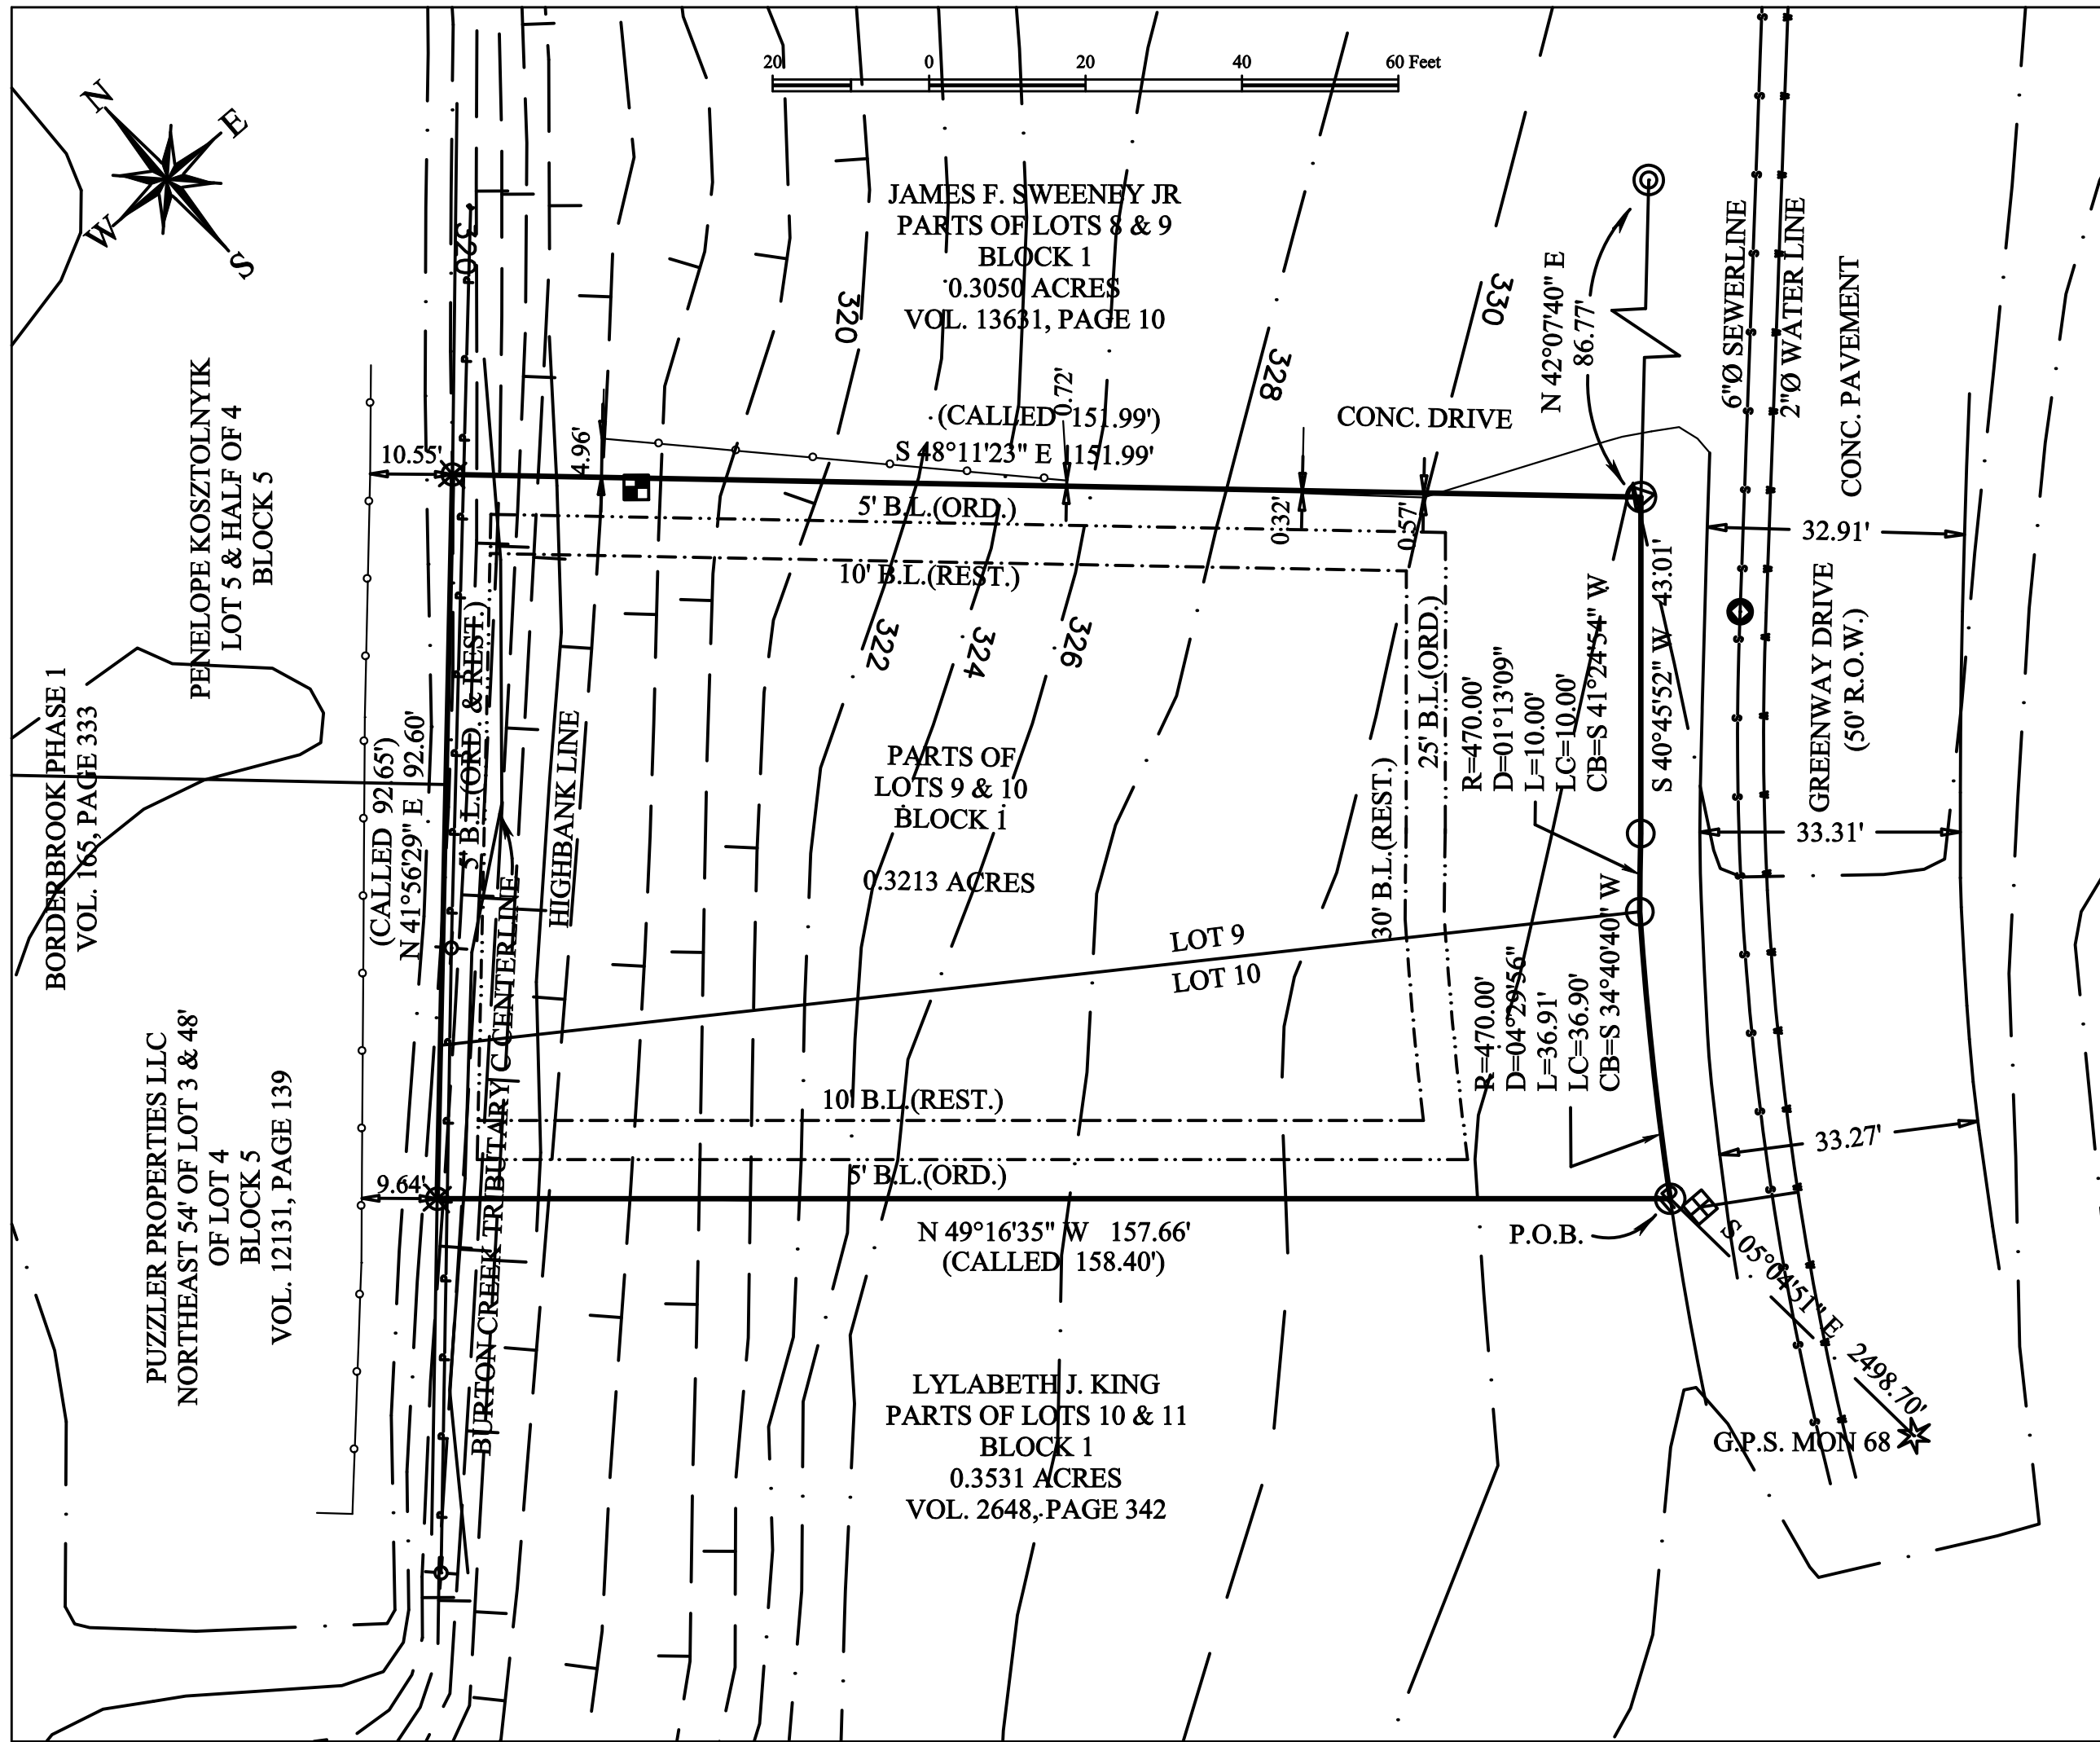 20 0 20 40 60 Feet
N
E
W
S
JAMES F. SWEENEY JR
PARTS OF LOTS 8 & 9
BLOCK 1
0.3050 ACRES
VOL. 13631, PAGE 10
320
320
330
328
(CALLED 151.99')
S 48°11'23" E 151.99'
0.72'
4.96'
10.55'
CONC. DRIVE
N 42°07'40" E
86.77'
6"Ø SEWERLINE
2"Ø WATER LINE
CONC. PAVEMENT
PENELOPE KOSZTOLNYIK
LOT 5 & HALF OF 4
BLOCK 5
5' B.L.(ORD.)
10' B.L.(REST.)
0.32'
0.57'
32.91'
GREENWAY DRIVE
(50' R.O.W.)
33.31'
322
324
326
25' B.L.(ORD.)
30' B.L.(REST.)
R=470.00'
D=01°13'09"
L=10.00'
LC=10.00'
CB=S 41°24'54" W
S 40°45'52" W 43.01'
BORDERBROOK PHASE 1
VOL. 165, PAGE 333
(CALLED 92.65')
N 41°56'29" E 92.60'
5' B.L.(ORD. & REST.)
HIGHBANK LINE
BURTON CREEK TRIBUTARY C CENTERLINE
PARTS OF
LOTS 9 & 10
BLOCK 1
0.3213 ACRES
LOT 9
LOT 10
R=470.00'
D=04°29'56"
L=36.91'
LC=36.90'
CB=S 34°40'40" W
33.27'
PUZZLER PROPERTIES LLC
NORTHEAST 54' OF LOT 3 & 48'
OF LOT 4
BLOCK 5
VOL. 12131, PAGE 139
10' B.L.(REST.)
5' B.L.(ORD.)
9.64'
N 49°16'35" W 157.66'
(CALLED 158.40')
P.O.B.
S 05°04'51" E 2498.70'
G.P.S. MON 68
LYLABETH J. KING
PARTS OF LOTS 10 & 11
BLOCK 1
0.3531 ACRES
VOL. 2648, PAGE 342